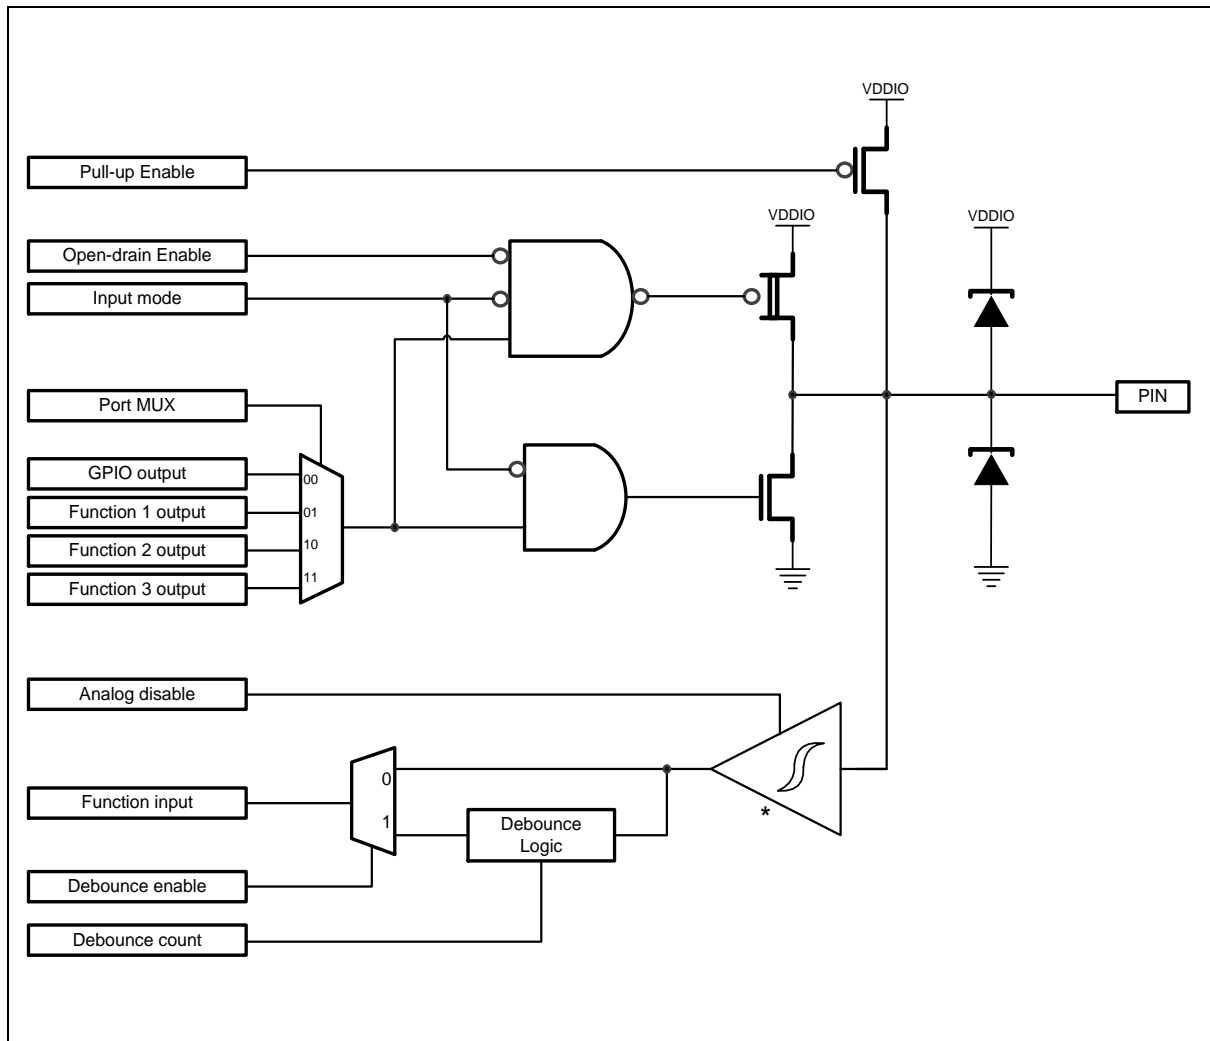 VDDIO
Pull-up Enable
VDDIO
VDDIO
Open-drain Enable
Input mode
Port MUX
PIN
GPIO output
00
Function 1 output
01
Function 2 output
10
Function 3 output
11
Analog disable
0
Function input
1
Debounce
Logic
*
Debounce enable
Debounce count